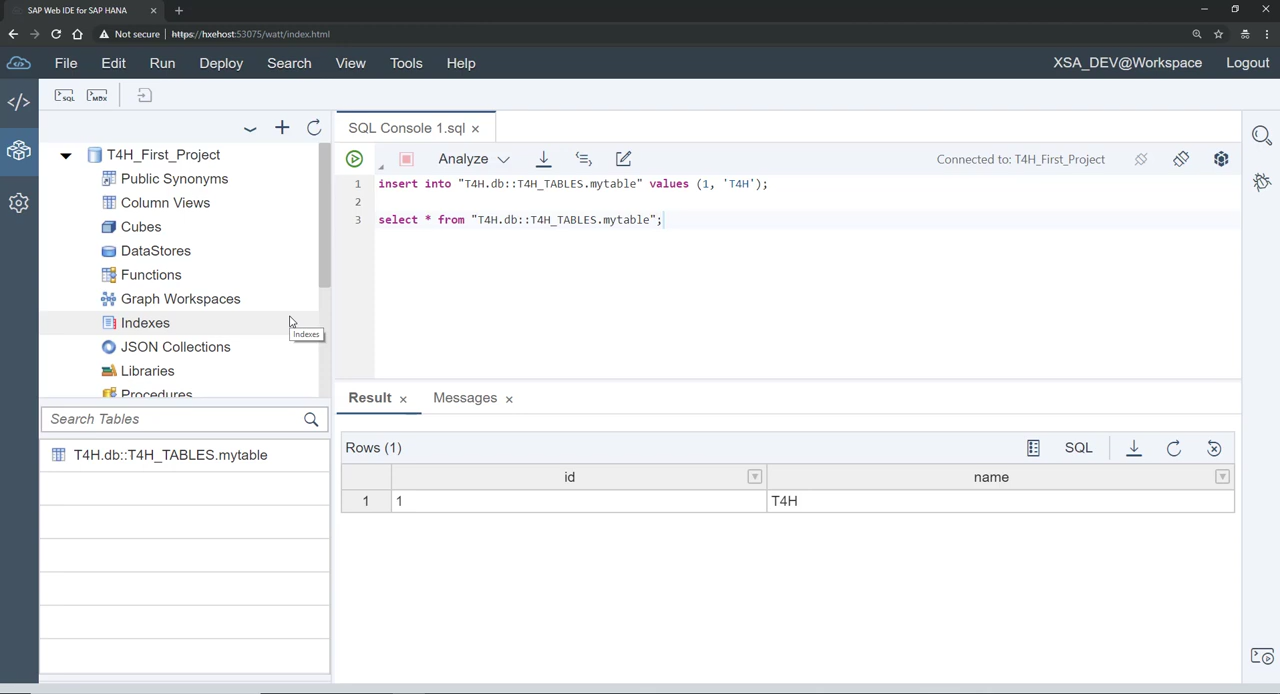 SAP Web IDE for SAP HANA
Not secure | https://hxehost:53075/watt/index.html
File Edit Run Deploy Search View Tools Help XSA_DEV@Workspace Logout
SQL MDX
SQL Console 1.sql
T4H_First_Project
Public Synonyms
Column Views
Cubes
DataStores
Functions
Graph Workspaces
Indexes
Indexes
JSON Collections
Libraries
Procedures
Analyze Connected to: T4H_First_Project
1 insert into "T4H.db::T4H_TABLES.mytable" values (1, 'T4H');
2
3 select * from "T4H.db::T4H_TABLES.mytable";
Search Tables
T4H.db::T4H_TABLES.mytable
Result Messages
Rows (1) SQL
id name
1 1 T4H